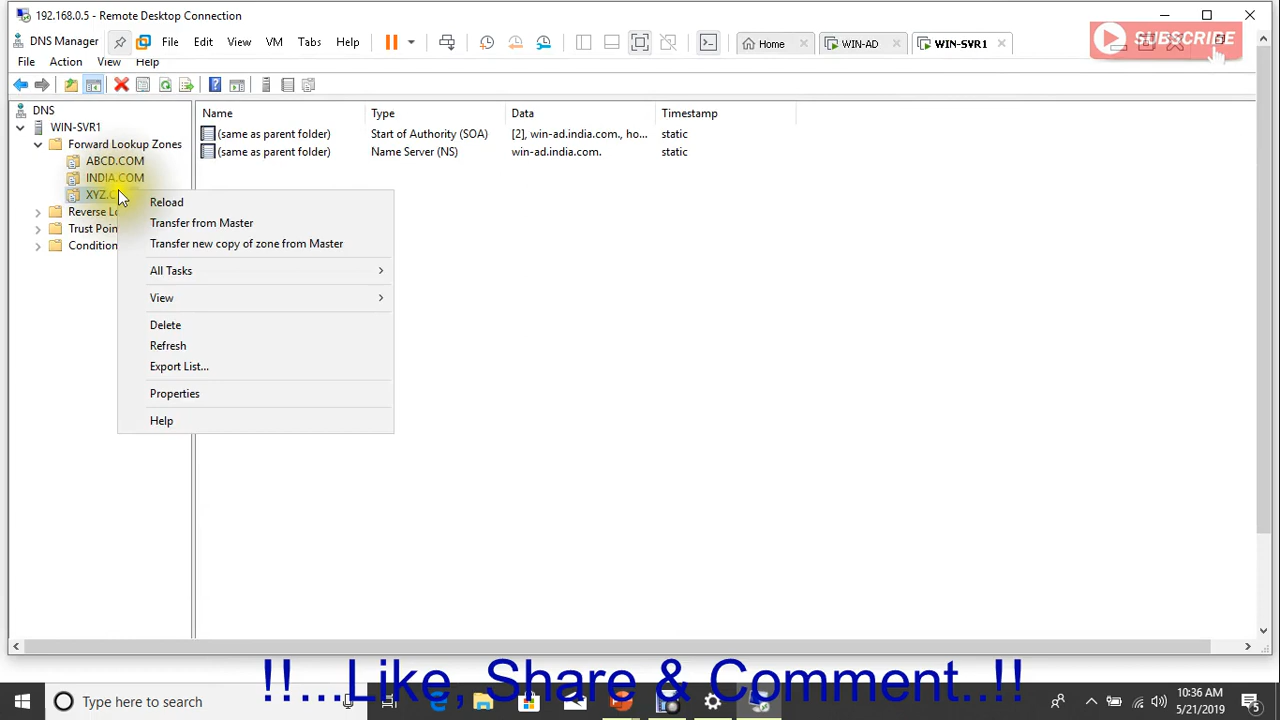 192.168.0.5 - Remote Desktop Connection
DNS Manager File Edit View VM Tabs Help Home WIN-AD WIN-SVR1 SUBSCRIBE
File Action View Help
DNS
WIN-SVR1
Forward Lookup Zones
ABCD.COM
INDIA.COM
XYZ.C
Reverse Lo
Trust Poin
Condition
Name Type Data Timestamp
(same as parent folder) Start of Authority (SOA) [2], win-ad.india.com., ho... static
(same as parent folder) Name Server (NS) win-ad.india.com. static
Reload
Transfer from Master
Transfer new copy of zone from Master
All Tasks
View
Delete
Refresh
Export List...
Properties
Help
!!...Like, Share & Comment..!!
Type here to search
10:36 AM
5/21/2019
5